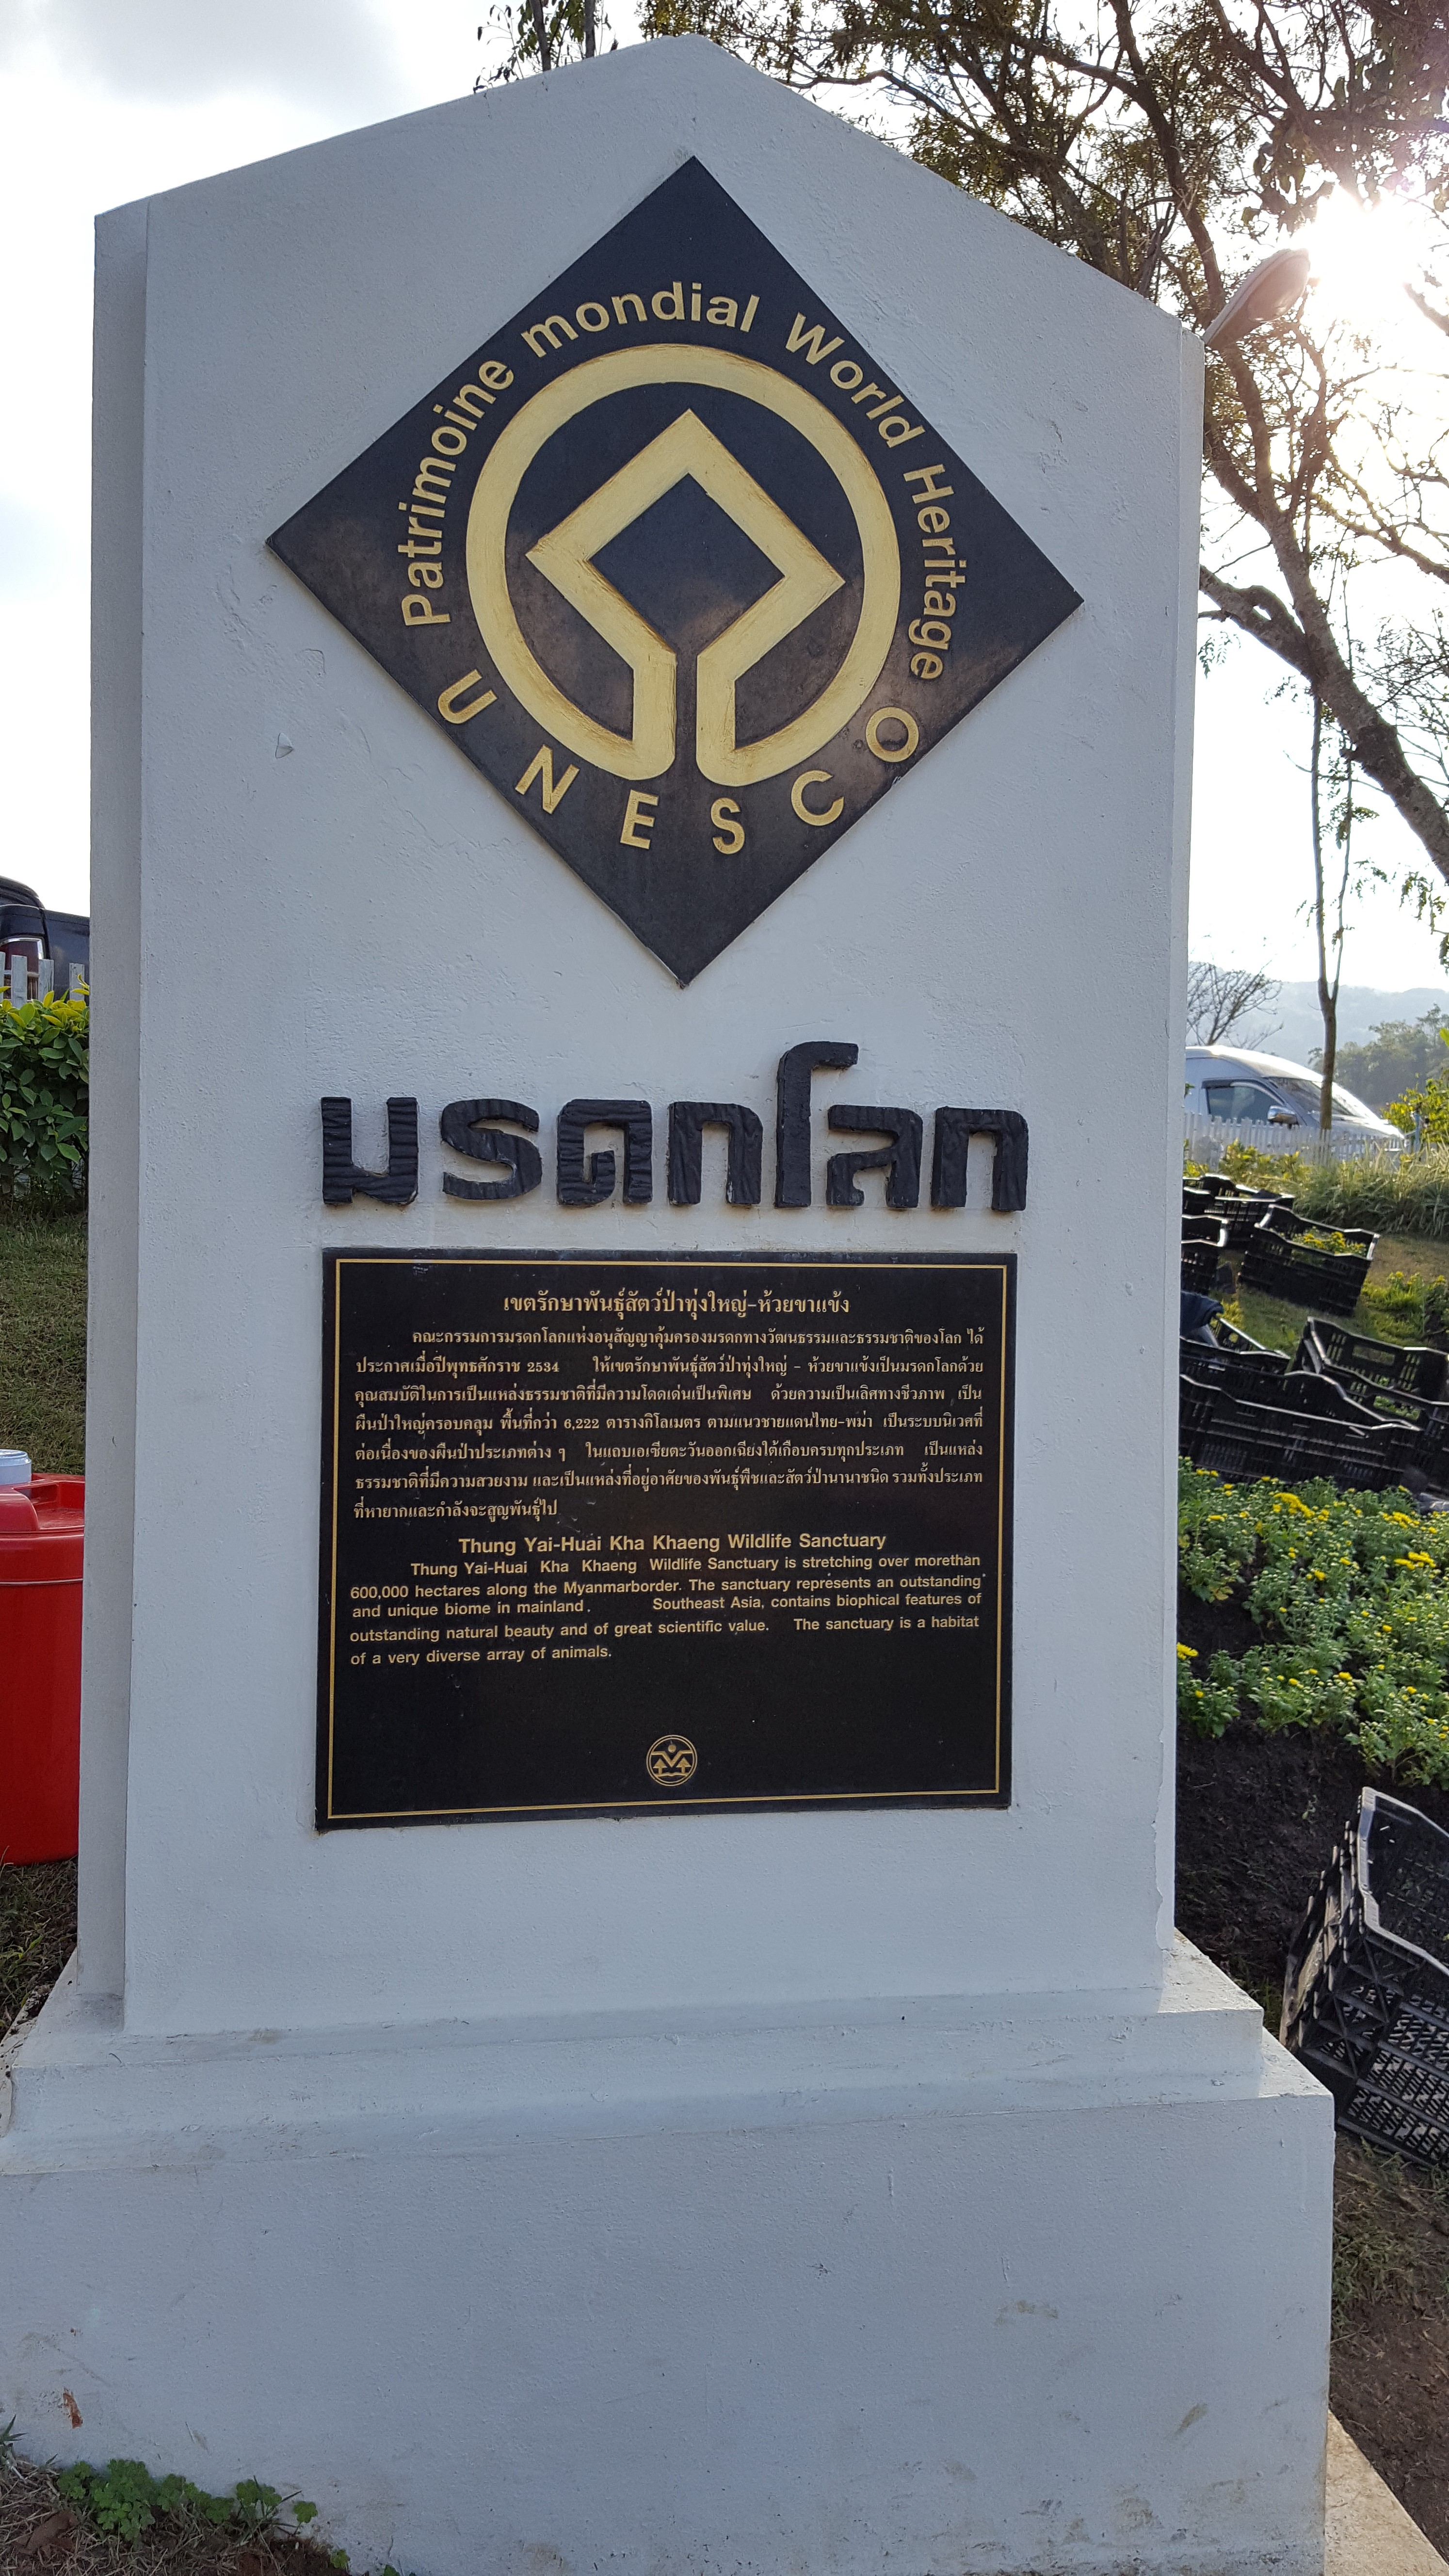 Patrimoine mondial World Heritage
UNESCO
มรดกโลก
เขตรักษาพันธุ์สัตว์ป่าทุ่งใหญ่-ห้วยขาแข้ง
คณะกรรมการมรดกโลกแห่งอนุสัญญาคุ้มครองมรดกทางวัฒนธรรมและธรรมชาติของโลก ได้
ประกาศเมื่อปีพุทธศักราช 2534 ให้เขตรักษาพันธุ์สัตว์ป่าทุ่งใหญ่ - ห้วยขาแข้งเป็นมรดกโลกด้วย
คุณสมบัติในการเป็นแหล่งธรรมชาติที่มีความโดดเด่นเป็นพิเศษ ด้วยความเป็นเลิศทางชีวภาพ เป็น
ผืนป่าใหญ่ครอบคลุม พื้นที่กว่า 6,222 ตารางกิโลเมตร ตามแนวชายแดนไทย-พม่า เป็นระบบนิเวศที่
ต่อเนื่องของผืนป่าประเภทต่าง ๆ ในแถบเอเซียตะวันออกเฉียงใต้เกือบครบทุกประเภท เป็นแหล่ง
ธรรมชาติที่มีความสวยงาม และเป็นแหล่งที่อยู่อาศัยของพันธุ์พืชและสัตว์ป่านานาชนิด รวมทั้งประเภท
ที่หายากและกำลังจะสูญพันธุ์ไป
Thung Yai-Huai Kha Khaeng Wildlife Sanctuary
Thung Yai-Huai Kha Khaeng Wildlife Sanctuary is stretching over morethan
600,000 hectares along the Myanmarborder. The sanctuary represents an outstanding
and unique biome in mainland . Southeast Asia, contains biophical features of
outstanding natural beauty and of great scientific value. The sanctuary is a habitat
of a very diverse array of animals.